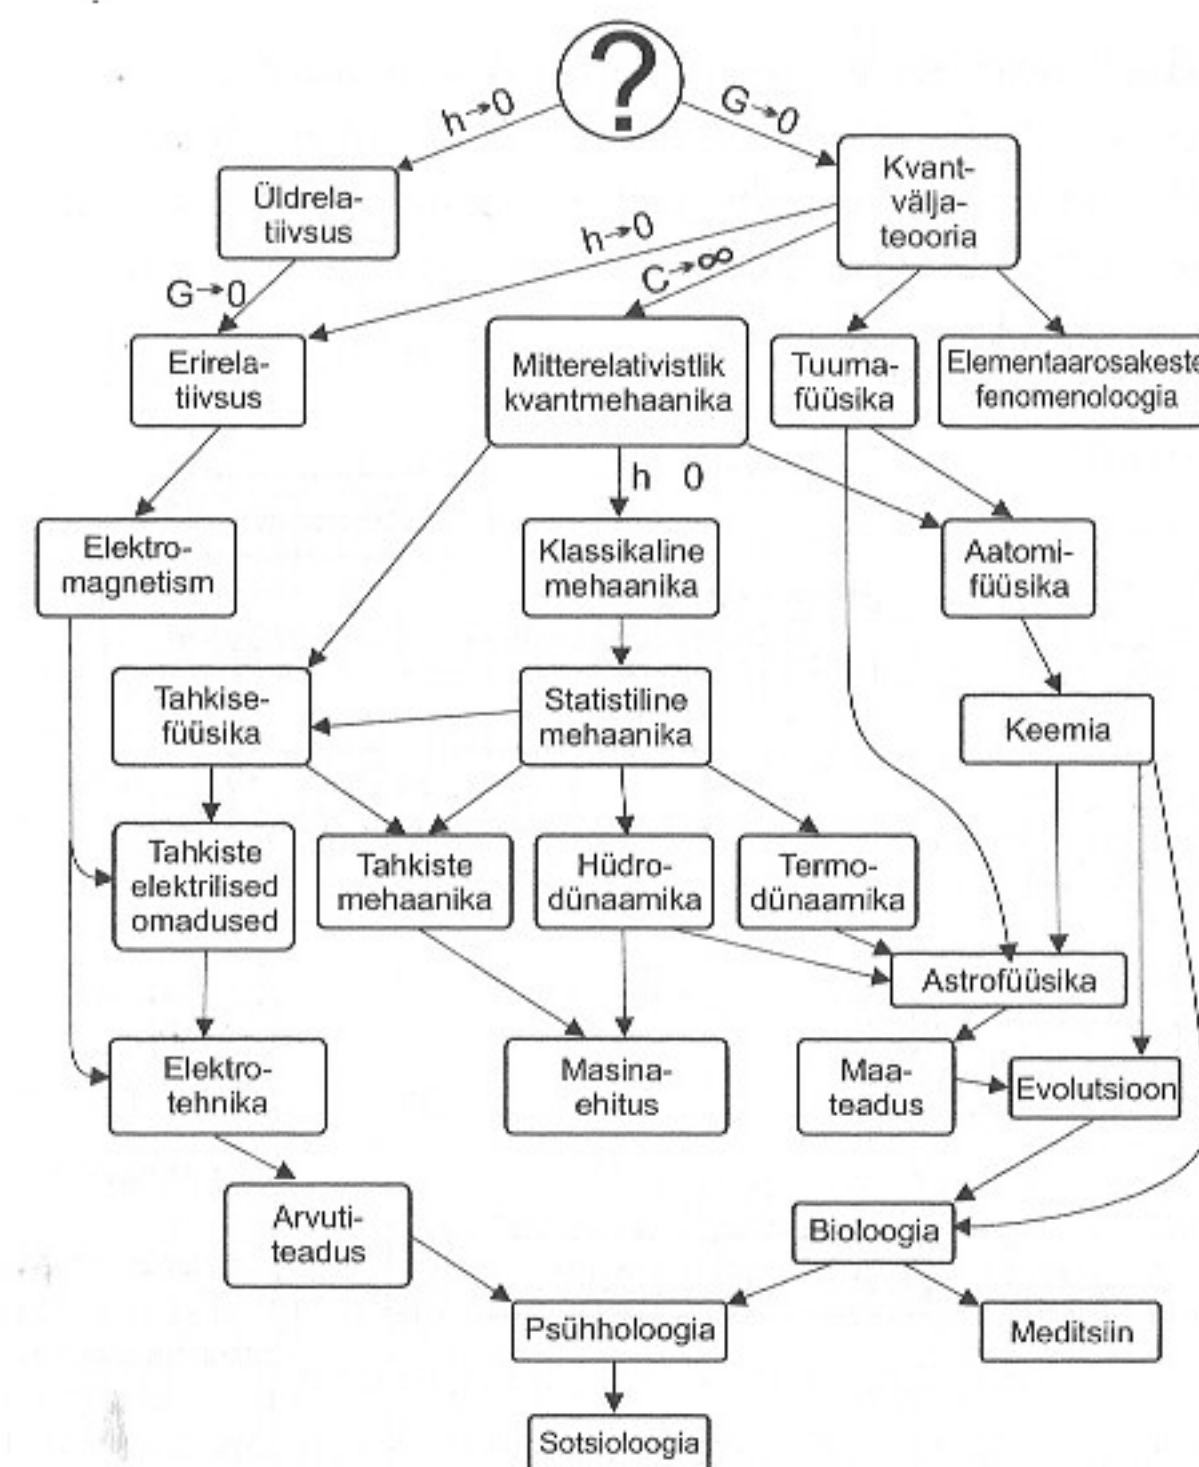 ?
h→0
G→0
Üldrela-
tiivsus
Kvant-
välja-
teooria
h→0
C→∞
G→0
Erirela-
tiivsus
Mitterelativistlik
kvantmehaanika
Tuuma-
füüsika
Elementaarosakeste
fenomenoloogia
h 0
Elektro-
magnetism
Klassikaline
mehaanika
Aatomi-
füüsika
Tahkise-
füüsika
Statistiline
mehaanika
Keemia
Tahkiste
elektrilised
omadused
Tahkiste
mehaanika
Hüdro-
dünaamika
Termo-
dünaamika
Astrofüüsika
Elektro-
tehnika
Masina-
ehitus
Maa-
teadus
Evolutsioon
Arvuti-
teadus
Bioloogia
Psühholoogia
Meditsiin
Sotsioloogia